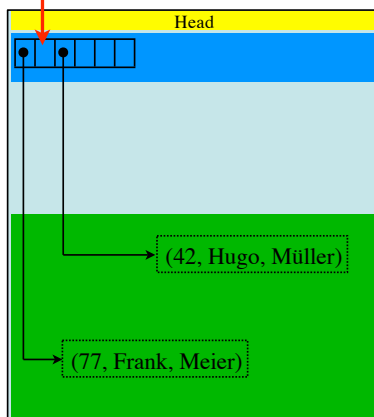 Head
(42, Hugo, Müller)
(77, Frank, Meier)